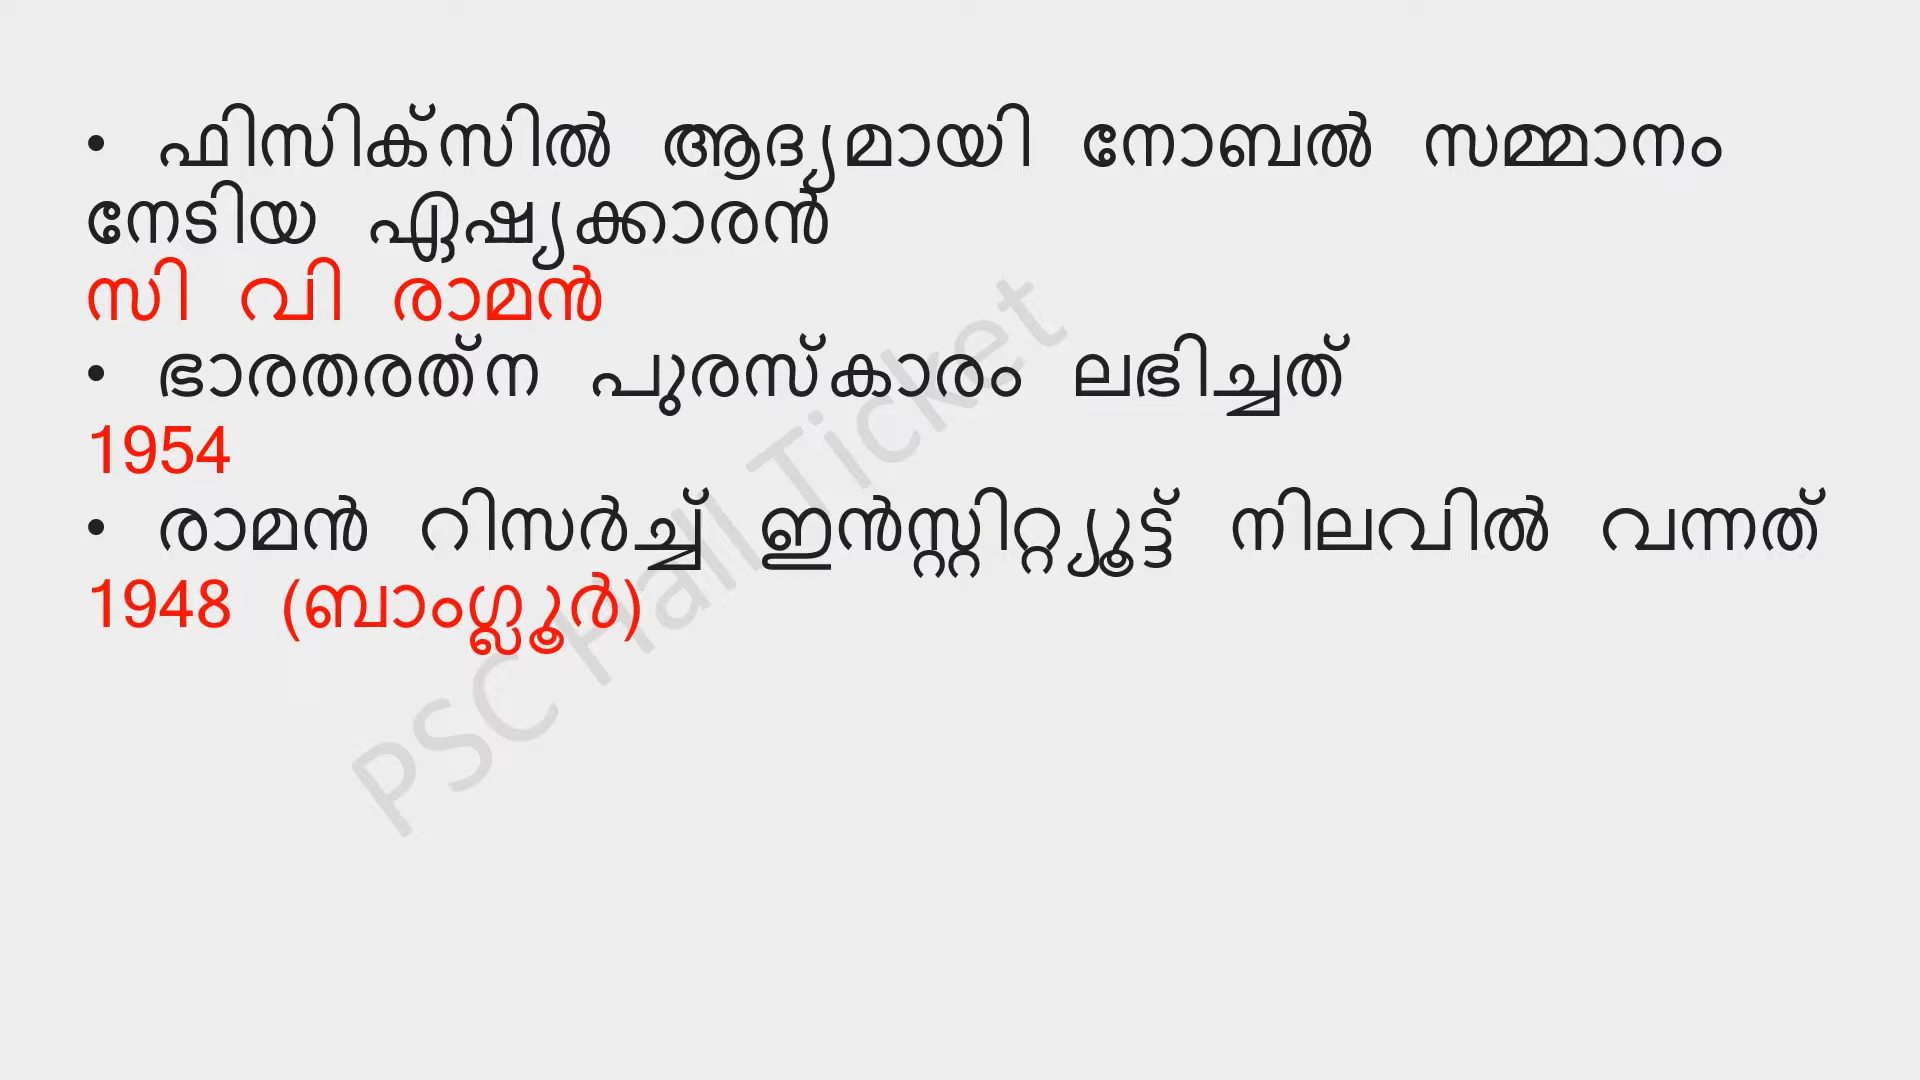 • ഫിസിക്സിൽ ആദ്യമായി നോബൽ സമ്മാനം
നേടിയ ഏഷ്യക്കാരൻ
സി വി രാമൻ
• ഭാരതരത്ന പുരസ്കാരം ലഭിച്ചത്
1954
• രാമൻ റിസർച്ച് ഇൻസ്റ്റിറ്റ്യൂട്ട് നിലവിൽ വന്നത്
1948 (ബാംഗ്ലൂർ)
PSC Hall Ticket